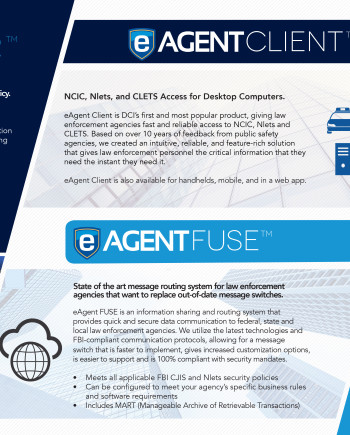 TM
icy.
tion
ng
e AGENTCLIENT™
NCIC, Nlets, and CLETS Access for Desktop Computers.
eAgent Client is DCI's first and most popular product, giving law
enforcement agencies fast and reliable access to NCIC, Nlets and
CLETS. Based on over 10 years of feedback from public safety
agencies, we created an intuitive, reliable, and feature-rich solution
that gives law enforcement personnel the critical information that they
need the instant they need it.
eAgent Client is also available for handhelds, mobile, and in a web app.
e AGENTFUSE™
State of the art message routing system for law enforcement
agencies that want to replace out-of-date message switches.
eAgent FUSE is an information sharing and routing system that
provides quick and secure data communication to federal, state and
local law enforcement agencies. We utilize the latest technologies and
FBI-compliant communication protocols, allowing for a message
switch that is faster to implement, gives increased customization options,
is easier to support and is 100% compliant with security mandates.
• Meets all applicable FBI CJIS and Nlets security policies
• Can be configured to meet your agency's specific business rules
and software requirements
• Includes MART (Manageable Archive of Retrievable Transactions)